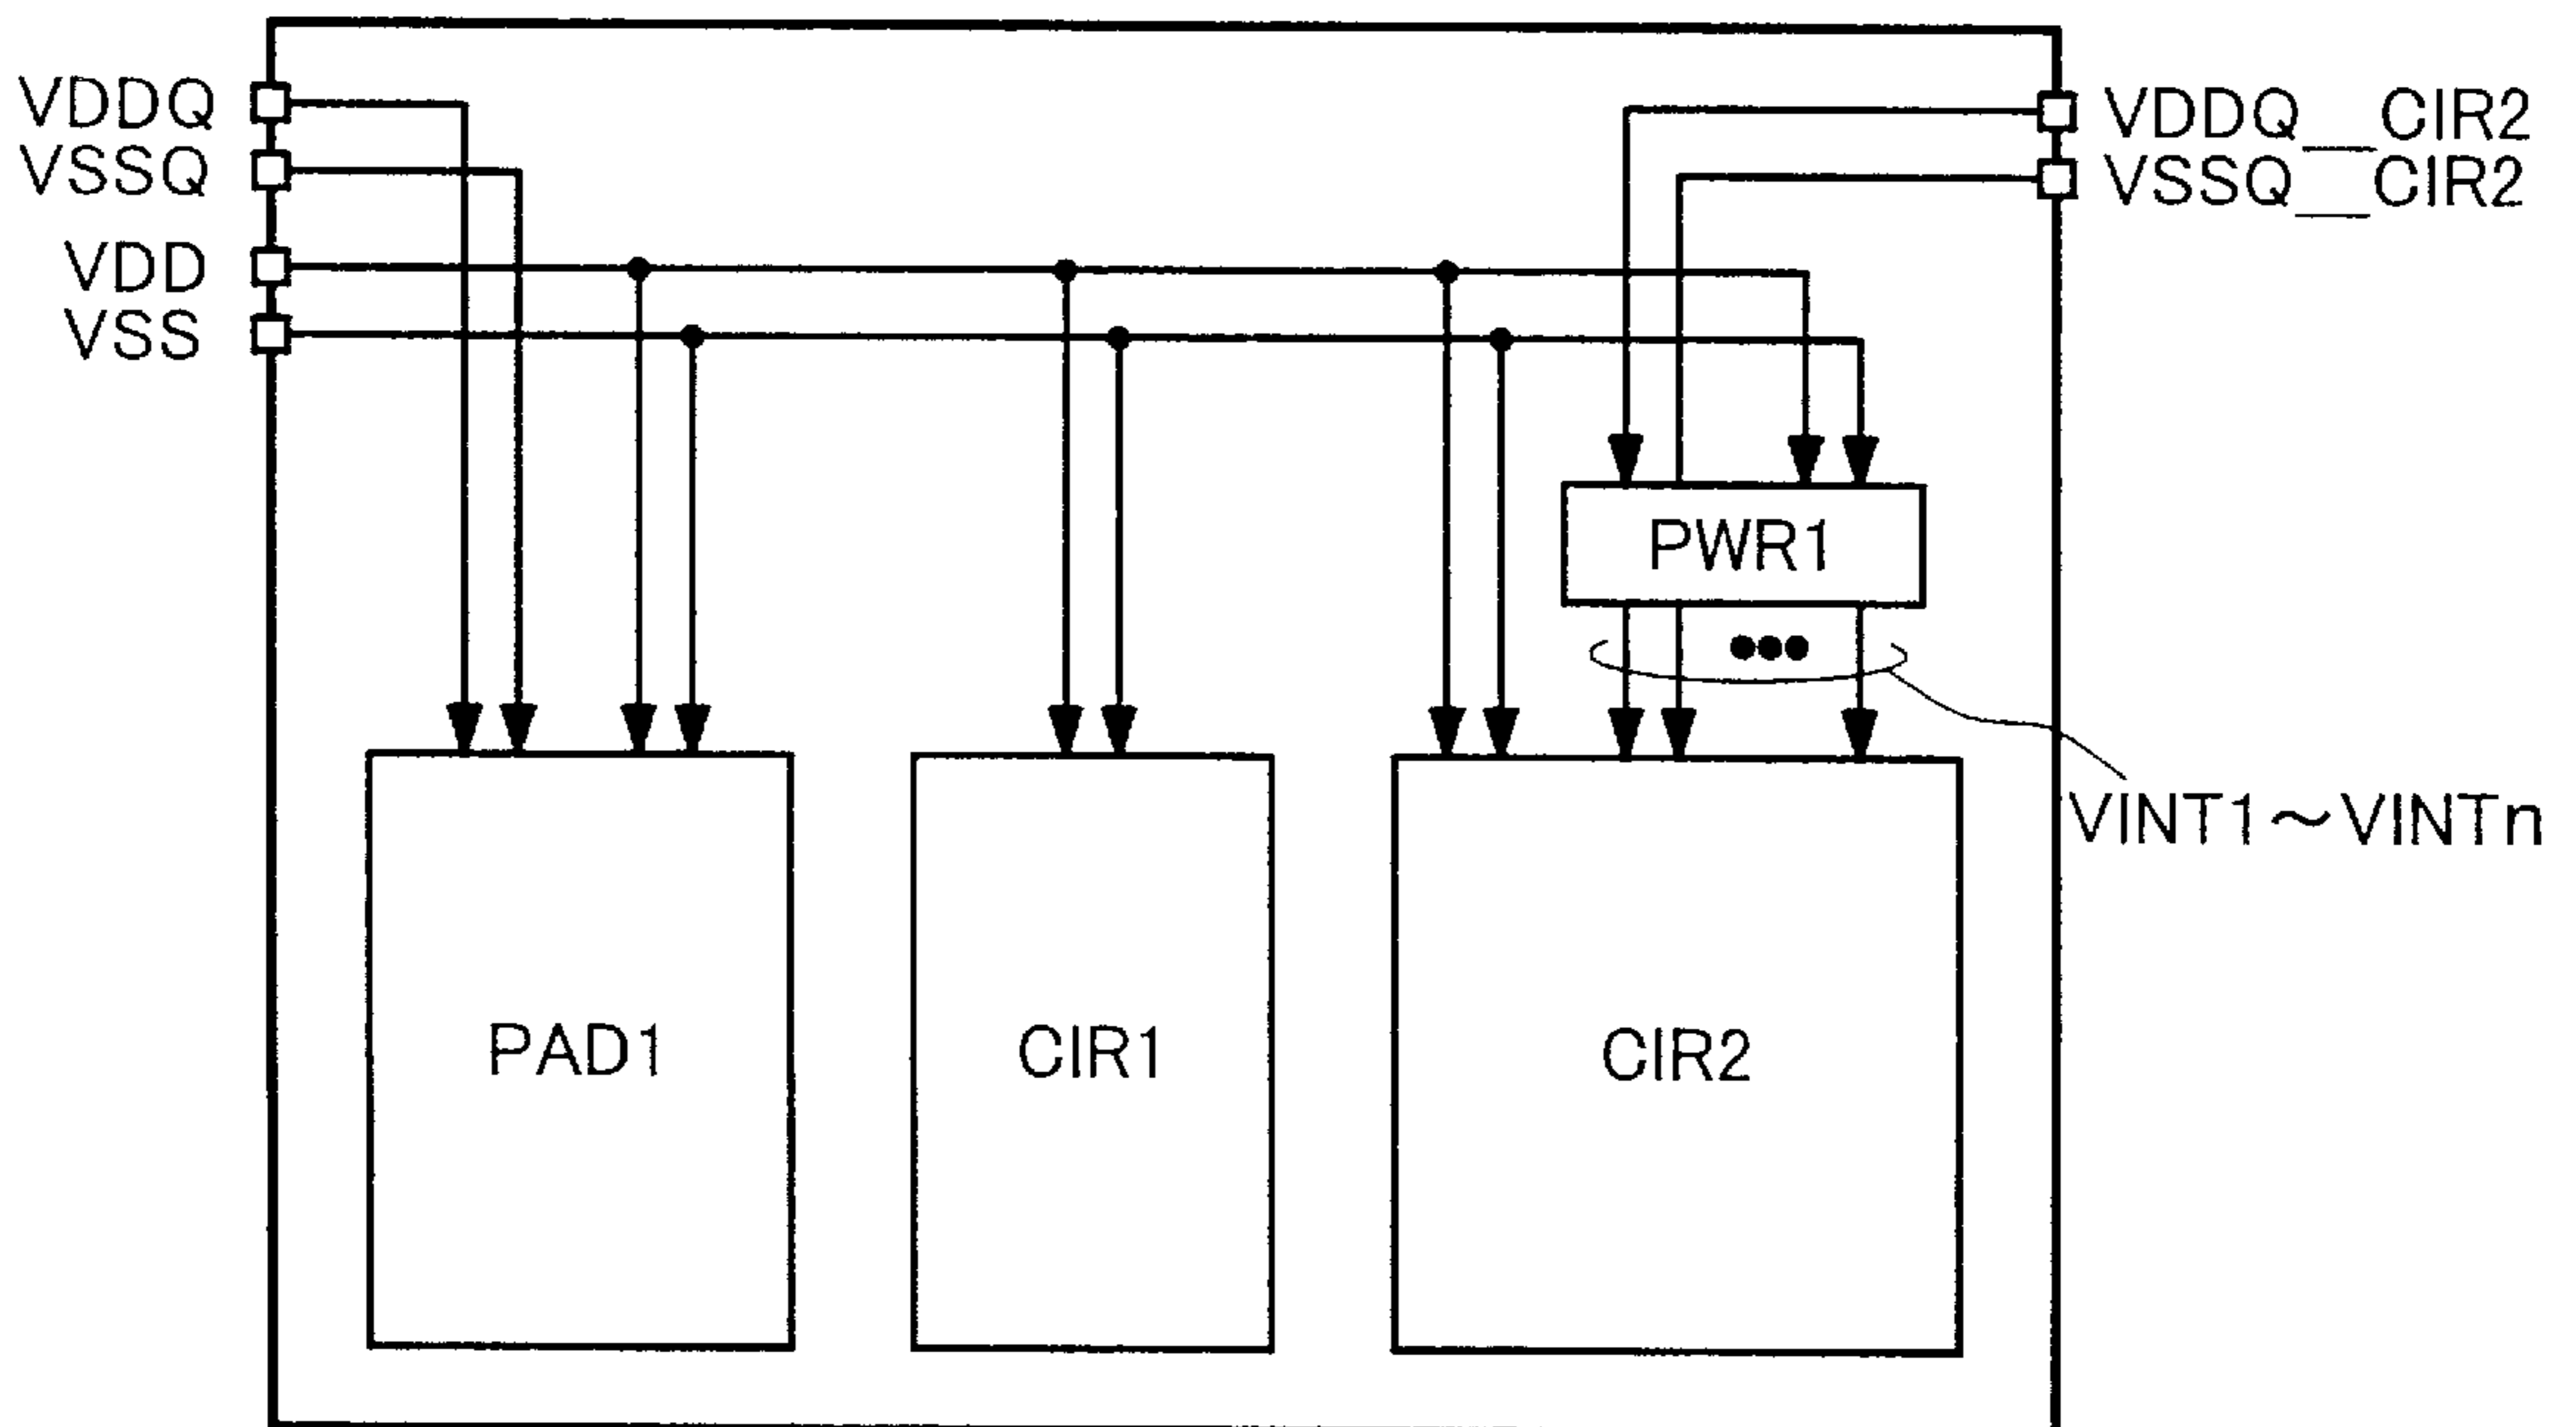 VDDQ
VSSQ
VDD
VSS
VDDQ__CIR2
VSSQ__CIR2
PWR1
VINT1～VINTn
PAD1
CIR1
CIR2